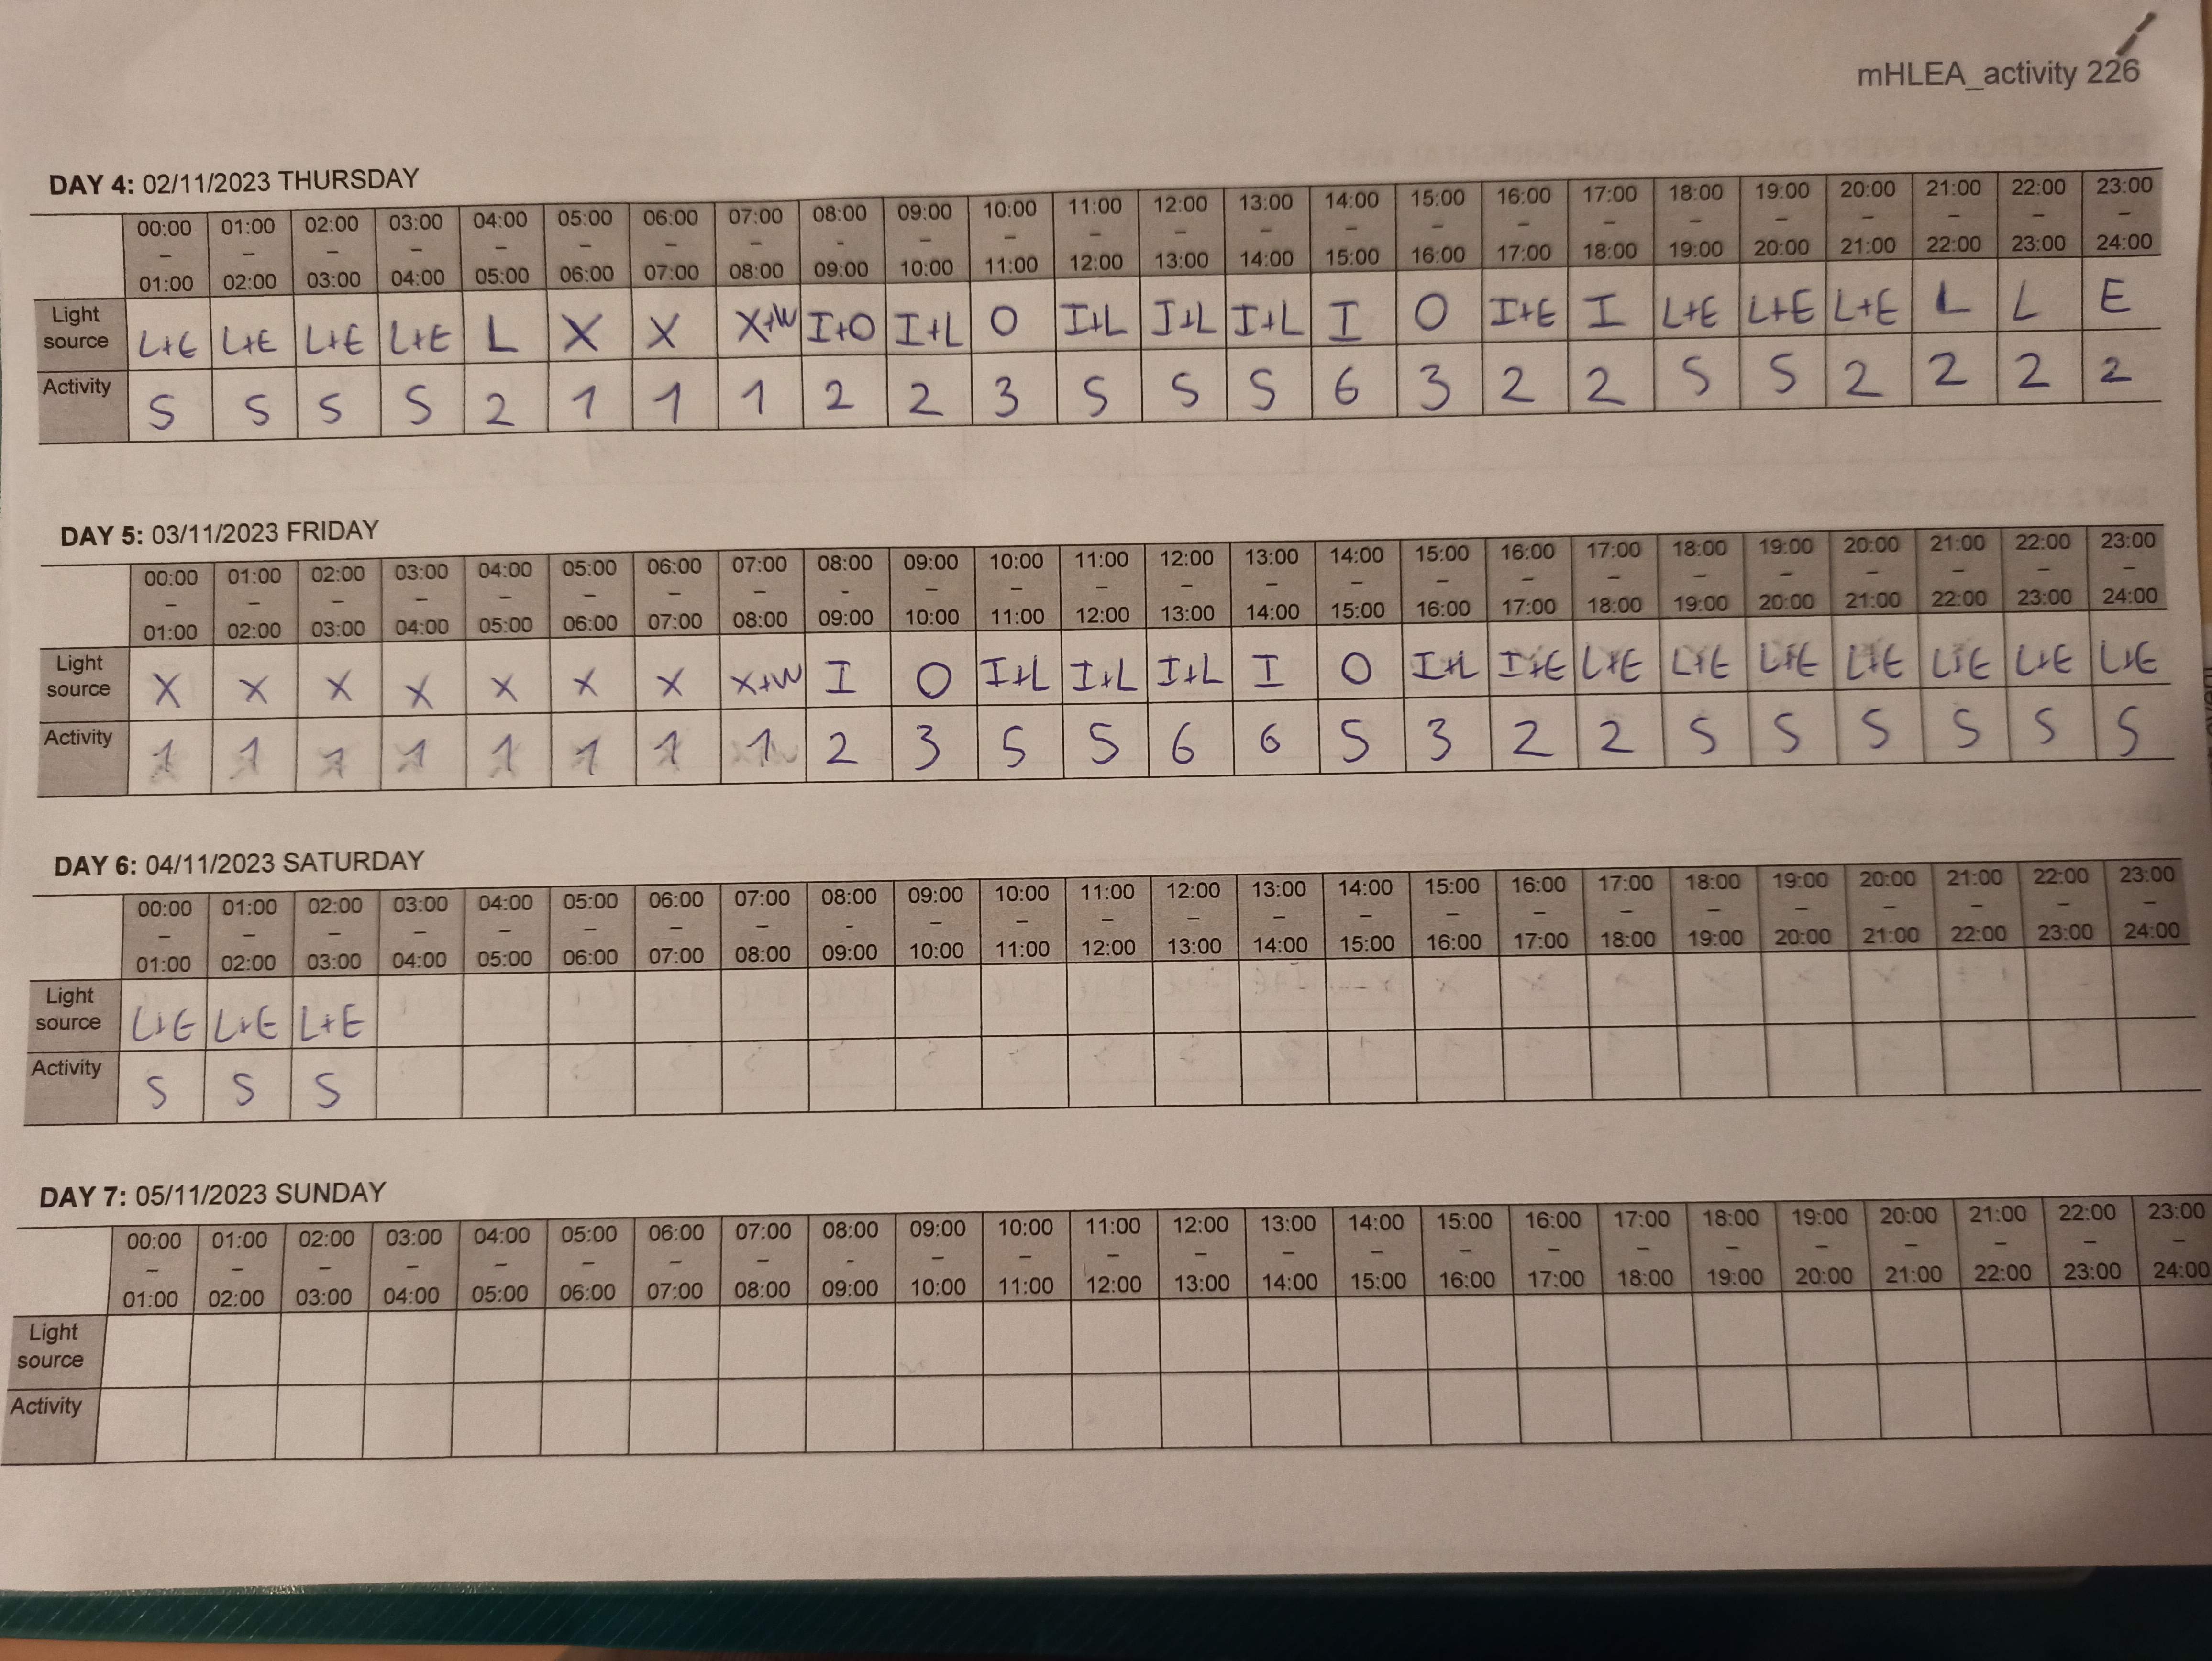 mHLEA_activity 226
DAY 4: 02/11/2023 THURSDAY
00:00 01:00 02:00 03:00 04:00 05:00 06:00 07:00 08:00 09:00 10:00 11:00 12:00 13:00 14:00 15:00 16:00 17:00 18:00 19:00 20:00 21:00 22:00 23:00
– – – – – – – – - – – – – – – – – – – – – – – –
01:00 02:00 03:00 04:00 05:00 06:00 07:00 08:00 09:00 10:00 11:00 12:00 13:00 14:00 15:00 16:00 17:00 18:00 19:00 20:00 21:00 22:00 23:00 24:00
Light source L+E L+E L+E L+E L X X X+W I+O I+L O I+L I+L I+L I O I+E I L+E L+E L+E L L E
Activity 5 5 5 5 2 1 1 1 2 2 3 5 5 5 6 3 2 2 5 5 2 2 2 2
DAY 5: 03/11/2023 FRIDAY
00:00 01:00 02:00 03:00 04:00 05:00 06:00 07:00 08:00 09:00 10:00 11:00 12:00 13:00 14:00 15:00 16:00 17:00 18:00 19:00 20:00 21:00 22:00 23:00
– – – – – – – – - – – – – – – – – – – – – – – –
01:00 02:00 03:00 04:00 05:00 06:00 07:00 08:00 09:00 10:00 11:00 12:00 13:00 14:00 15:00 16:00 17:00 18:00 19:00 20:00 21:00 22:00 23:00 24:00
Light source X X X X X X X X+W I O I+L I+L I+L I O I+L I+E L+E L+E L+E L+E L+E L+E L+E
Activity 1 1 1 1 1 1 1 1 2 3 5 5 6 6 5 3 2 2 5 5 5 5 5 5
DAY 6: 04/11/2023 SATURDAY
00:00 01:00 02:00 03:00 04:00 05:00 06:00 07:00 08:00 09:00 10:00 11:00 12:00 13:00 14:00 15:00 16:00 17:00 18:00 19:00 20:00 21:00 22:00 23:00
– – – – – – – – - – – – – – – – – – – – – – – –
01:00 02:00 03:00 04:00 05:00 06:00 07:00 08:00 09:00 10:00 11:00 12:00 13:00 14:00 15:00 16:00 17:00 18:00 19:00 20:00 21:00 22:00 23:00 24:00
Light source L+E L+E L+E
Activity 5 5 5
DAY 7: 05/11/2023 SUNDAY
00:00 01:00 02:00 03:00 04:00 05:00 06:00 07:00 08:00 09:00 10:00 11:00 12:00 13:00 14:00 15:00 16:00 17:00 18:00 19:00 20:00 21:00 22:00 23:00
– – – – – – – – - – – – – – – – – – – – – – – –
01:00 02:00 03:00 04:00 05:00 06:00 07:00 08:00 09:00 10:00 11:00 12:00 13:00 14:00 15:00 16:00 17:00 18:00 19:00 20:00 21:00 22:00 23:00 24:00
Light source
Activity